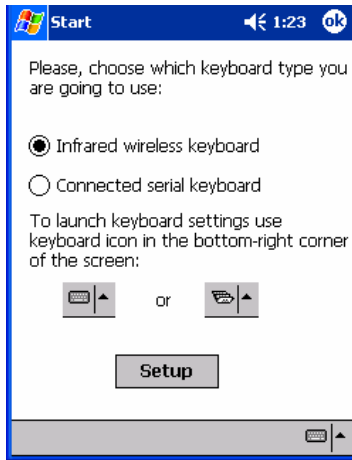 Start 1:23 ok
Please, choose which keyboard type you
are going to use:
Infrared wireless keyboard
Connected serial keyboard
To launch keyboard settings use
keyboard icon in the bottom-right corner
of the screen:
or
Setup